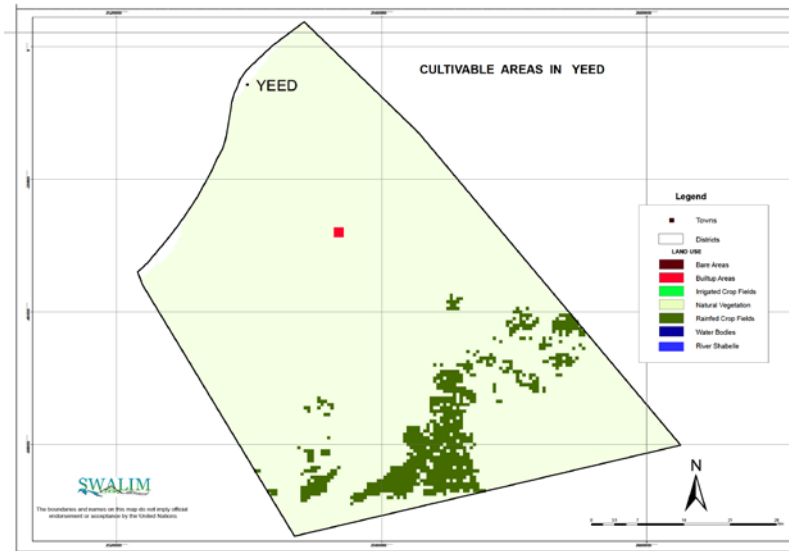 CULTIVABLE AREAS IN YEED
YEED
Legend
Towns
Districts
LAND USE
Bare Areas
Builtup Areas
Irrigated Crop Fields
Natural Vegetation
Rainfed Crop Fields
Water Bodies
River Shabelle
N
SWALIM
The boundaries and names on this map do not imply official
endorsement or acceptance by the United Nations